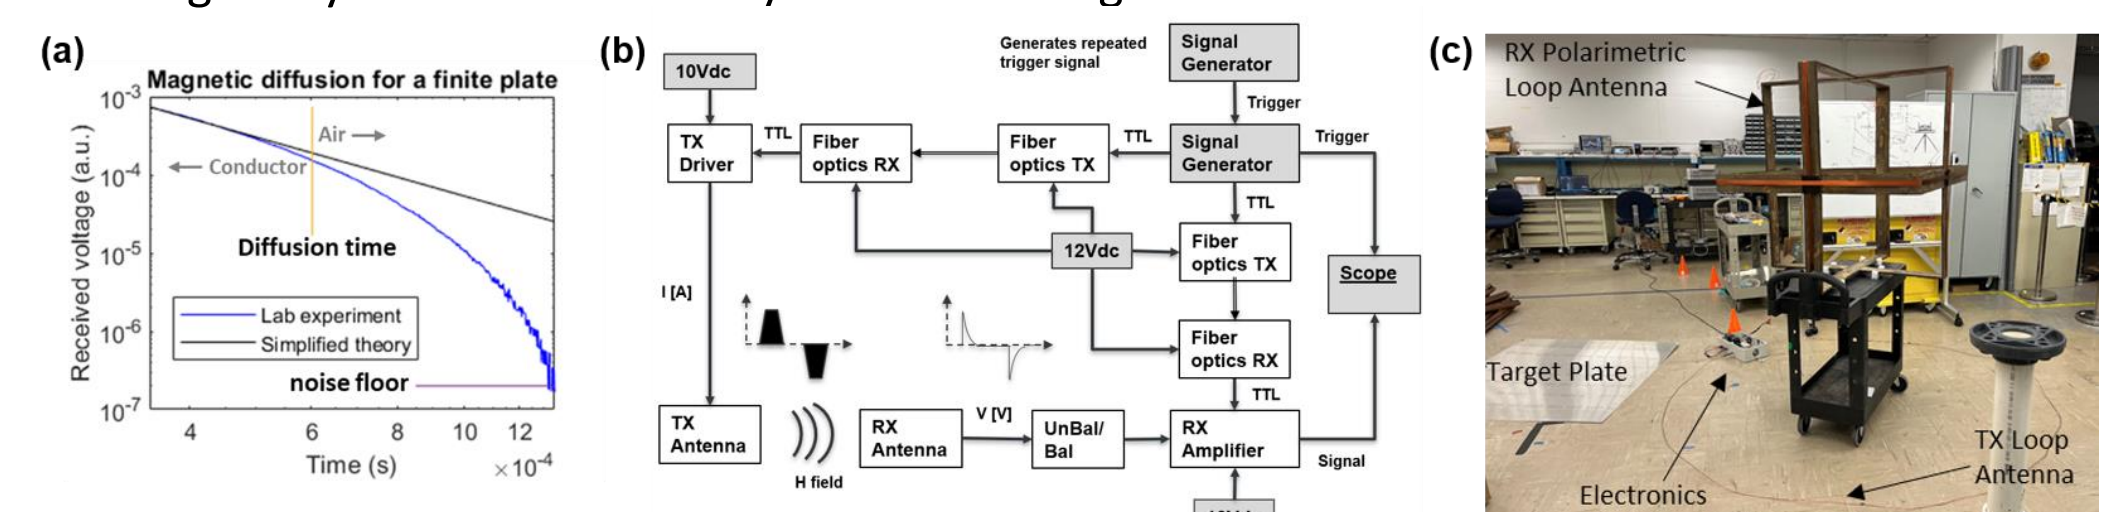 (a)
Magnetic diffusion for a finite plate
10-3
10-4
10-5
10-6
10-7
Received voltage (a.u.)
Air
Conductor
Diffusion time
Lab experiment
Simplified theory
noise floor
4 6 8 10 12
Time (s)
×10-4
(b)
10Vdc
Generates repeated
trigger signal
Signal
Generator
Trigger
TX
Driver
TTL
Fiber
optics RX
Fiber
optics TX
TTL
Signal
Generator
Trigger
TTL
12Vdc
Fiber
optics TX
Scope
I [A]
Fiber
optics RX
TTL
TX
Antenna
H field
RX
Antenna
V [V]
UnBal/
Bal
RX
Amplifier
Signal
(c)
RX Polarimetric
Loop Antenna
Target Plate
TX Loop
Antenna
Electronics